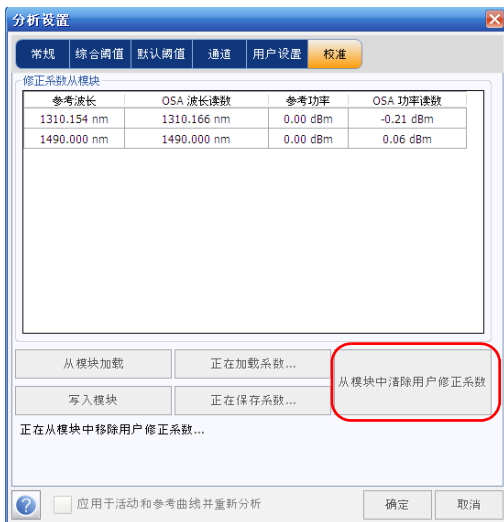 分析设置
常规 综合阈值 默认阈值 通道 用户设置 校准
修正系数从模块
参考波长 OSA 波长读数 参考功率 OSA 功率读数
1310.154 nm 1310.166 nm 0.00 dBm -0.21 dBm
1490.000 nm 1490.000 nm 0.00 dBm 0.06 dBm
从模块加载 正在加载系数...
从模块中清除用户修正系数
写入模块 正在保存系数...
正在从模块中移除用户修正系数...
? 应用于活动和参考曲线并重新分析 确定 取消